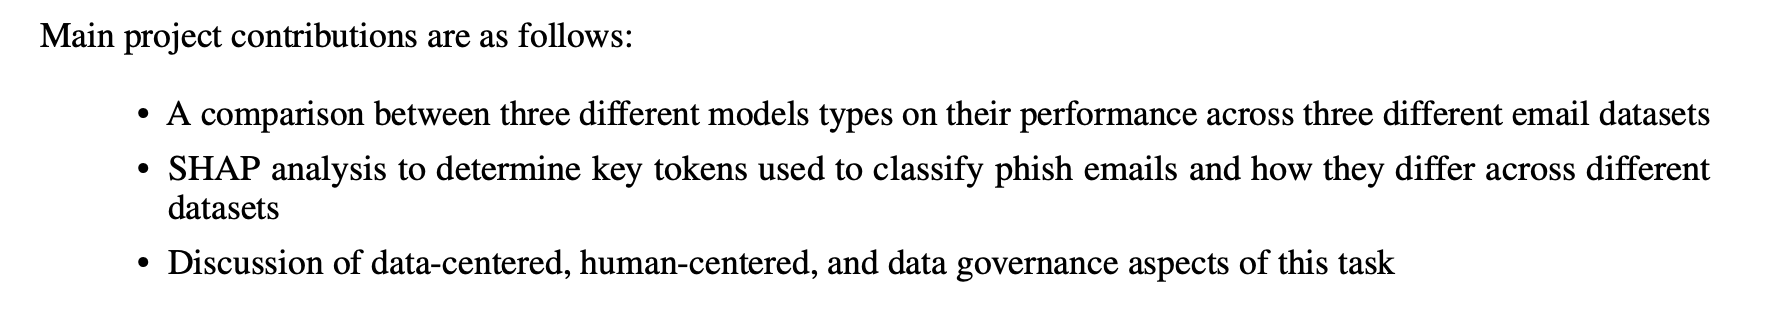 Main project contributions are as follows:
• A comparison between three different models types on their performance across three different email datasets
• SHAP analysis to determine key tokens used to classify phish emails and how they differ across different
datasets
• Discussion of data-centered, human-centered, and data governance aspects of this task